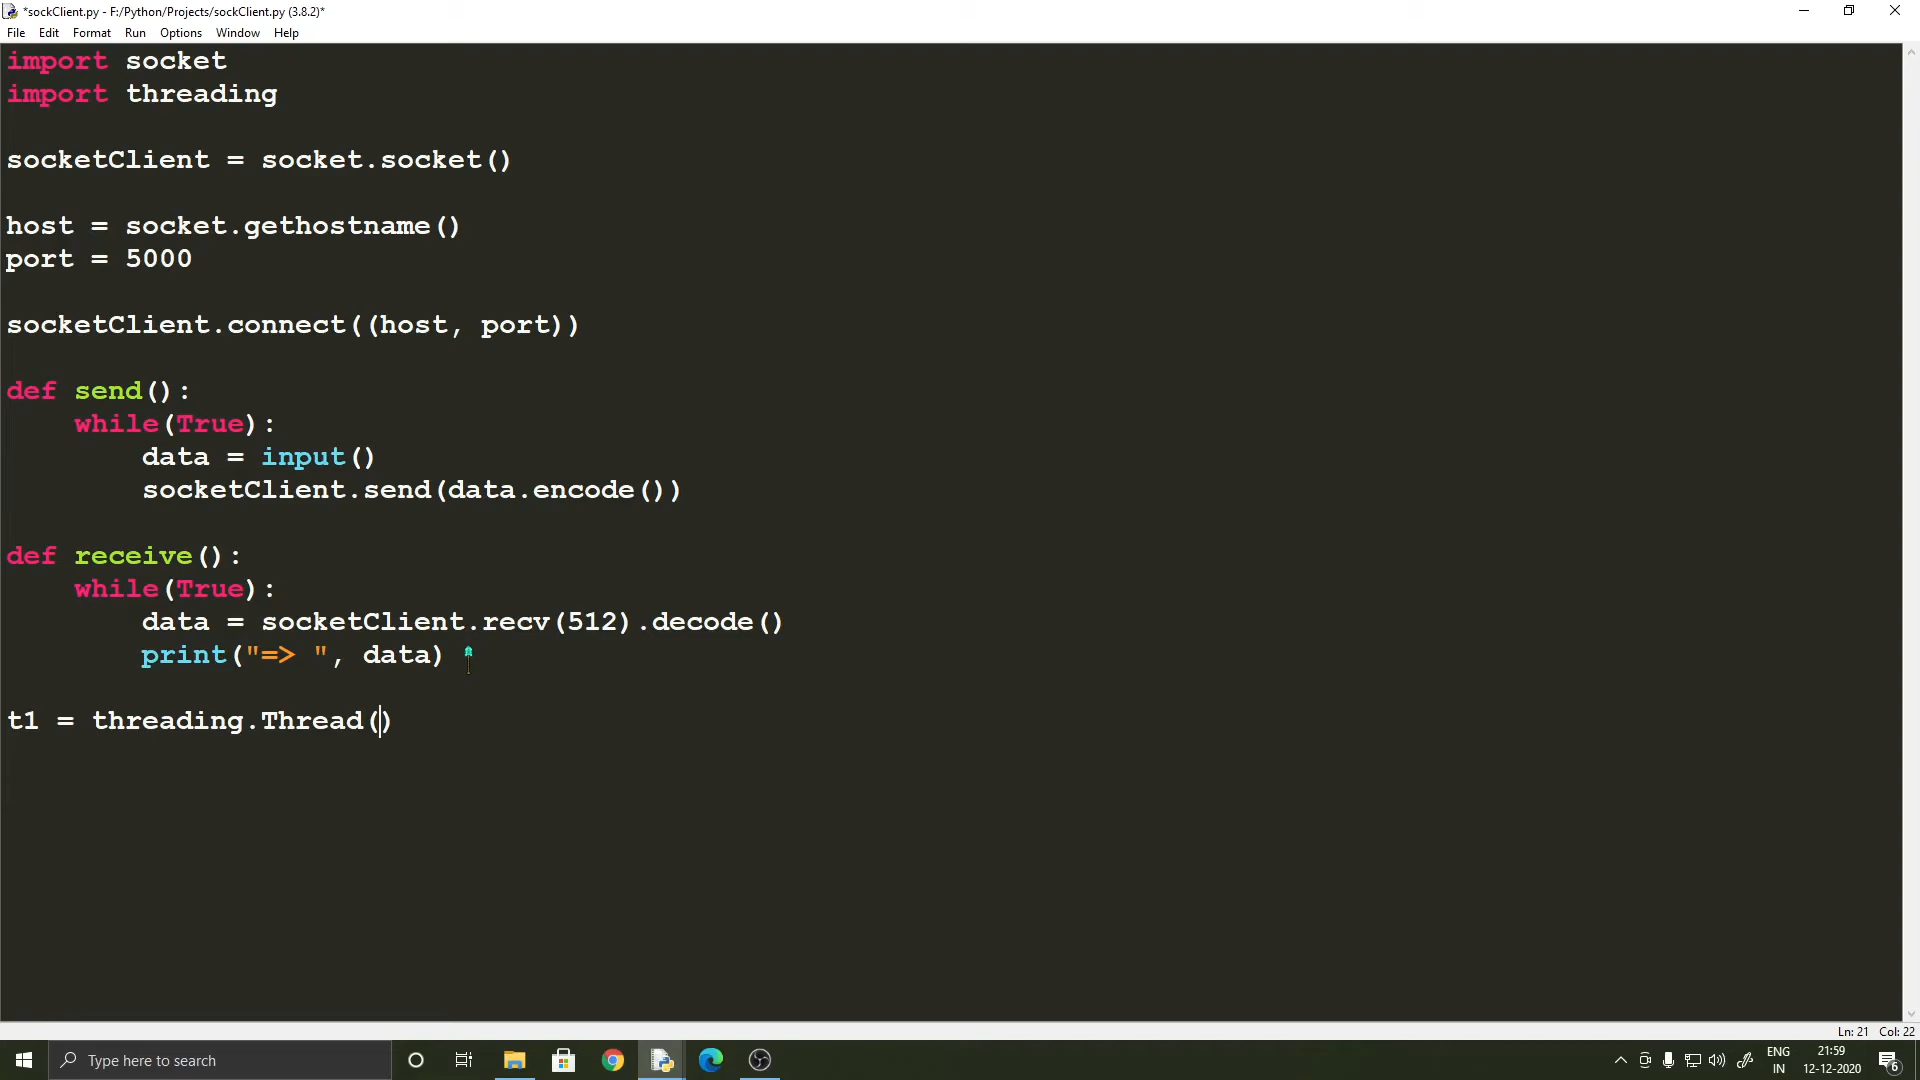 *sockClient.py - F:/Python/Projects/sockClient.py (3.8.2)*
File Edit Format Run Options Window Help
import socket
import threading
socketClient = socket.socket()
host = socket.gethostname()
port = 5000
socketClient.connect((host, port))
def send():
    while(True):
        data = input()
        socketClient.send(data.encode())
def receive():
    while(True):
        data = socketClient.recv(512).decode()
        print("=> ", data)
t1 = threading.Thread()
Ln: 21 Col: 22
Type here to search
ENG
IN
21:59
12-12-2020
6